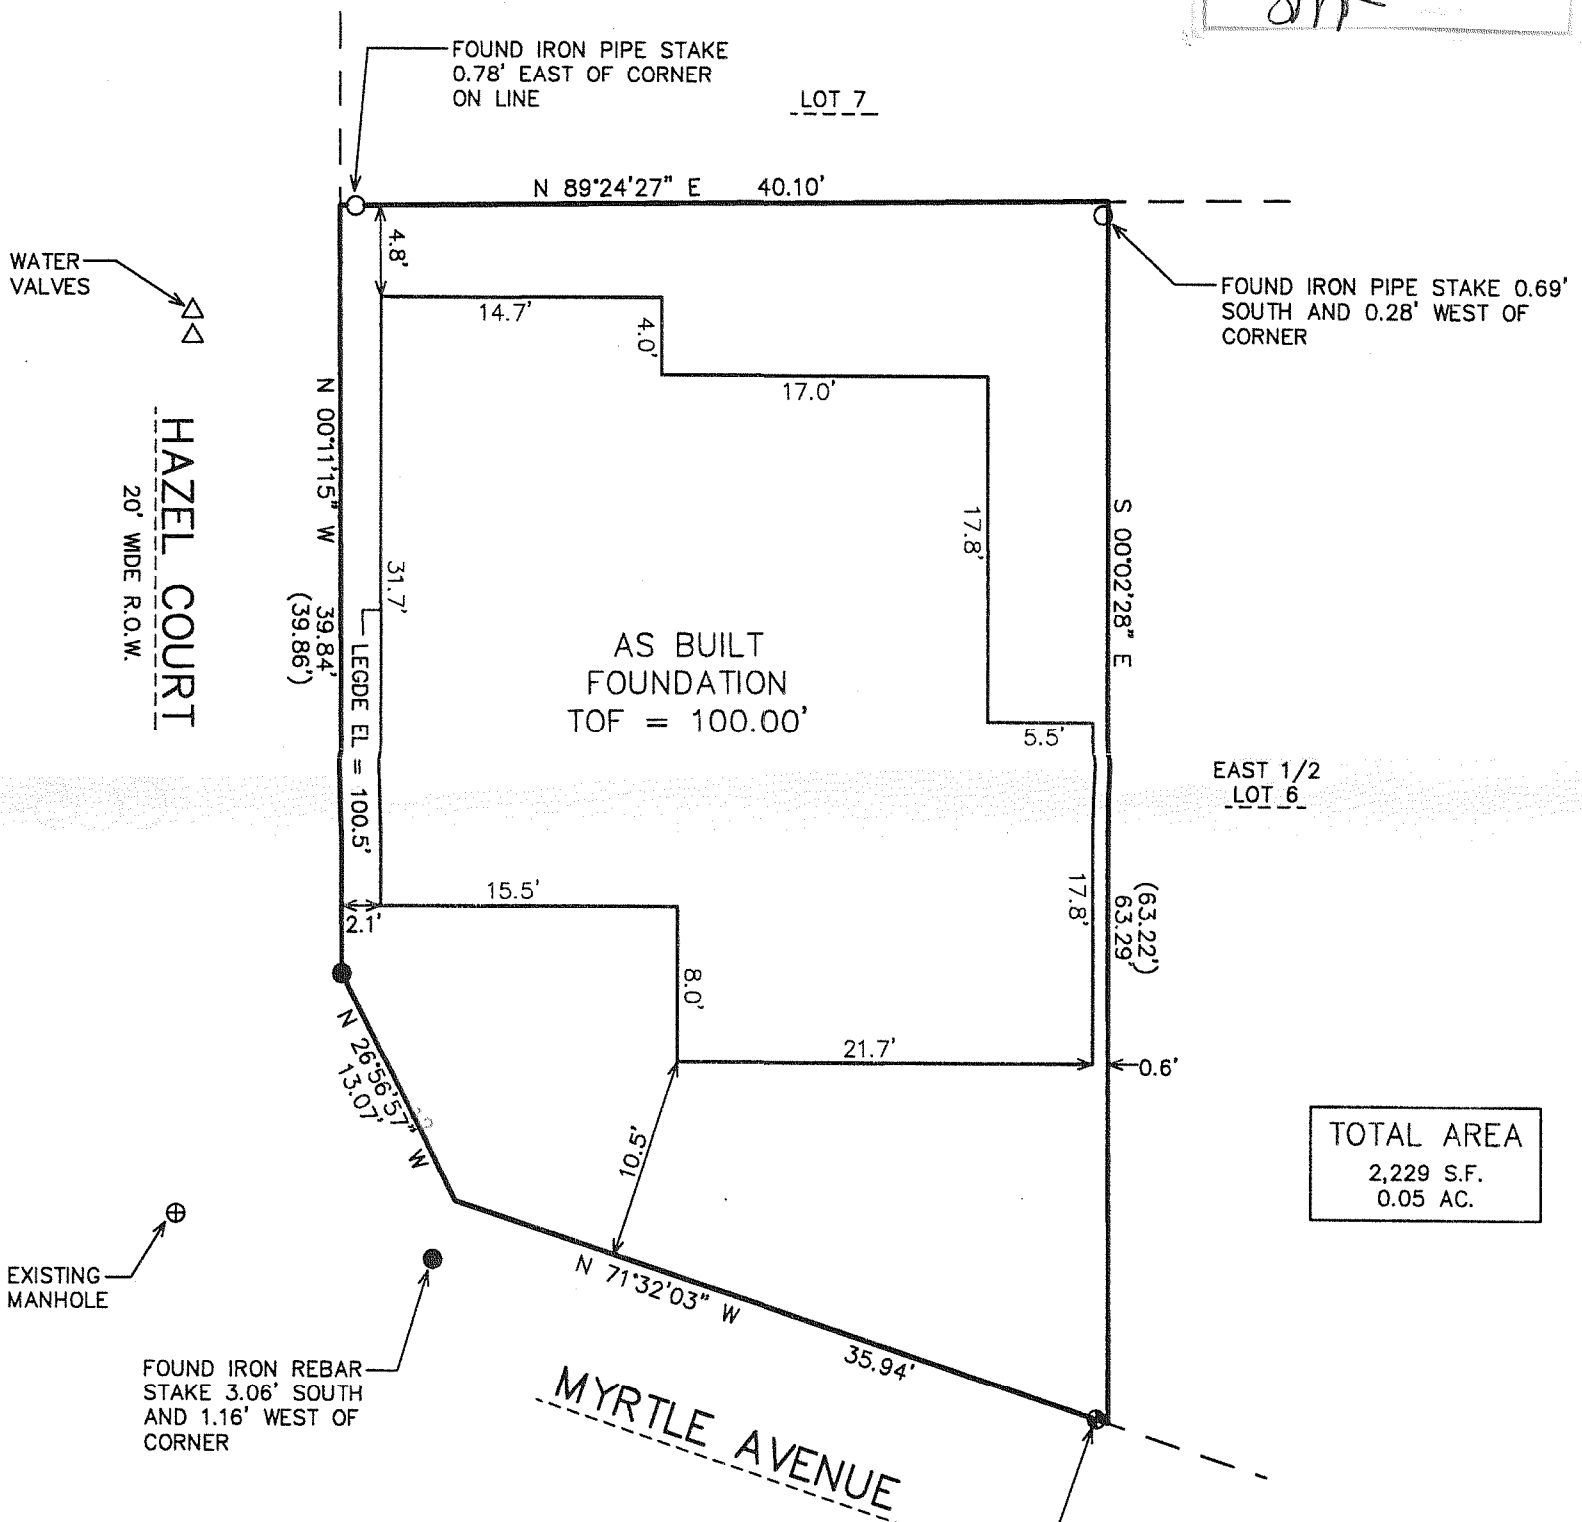 FOUND IRON PIPE STAKE
0.78' EAST OF CORNER
ON LINE
LOT 7
N 89°24'27" E 40.10'
WATER
VALVES
4.8'
14.7'
4.0'
17.0'
FOUND IRON PIPE STAKE 0.69'
SOUTH AND 0.28' WEST OF
CORNER
HAZEL COURT
20' WIDE R.O.W.
N 00°11'15" W
39.84'
(39.86')
31.7'
LEGDE EL = 100.5'
AS BUILT
FOUNDATION
TOF = 100.00'
17.8'
5.5'
S 00°02'28" E
EAST 1/2
LOT 6
(63.22')
63.29'
17.8'
15.5'
2.1'
8.0'
21.7'
0.6'
N 26°56'57" W
13.07'
10.5'
TOTAL AREA
2,229 S.F.
0.05 AC.
EXISTING
MANHOLE
N 71°32'03" W
35.94'
FOUND IRON REBAR
STAKE 3.06' SOUTH
AND 1.16' WEST OF
CORNER
MYRTLE AVENUE